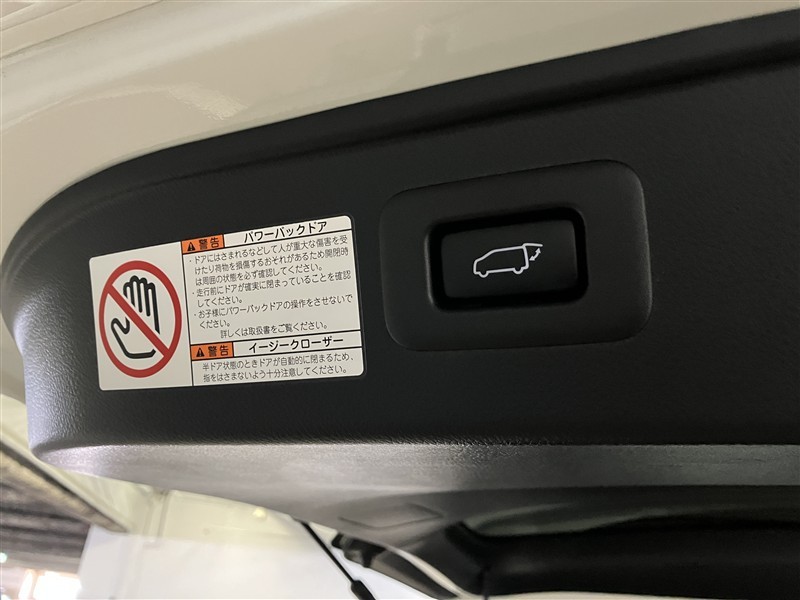 警告 パワーバックドア
・ドアにはさまれるなどして人が重大な傷害を受
けたり荷物を損傷するおそれがあるため開閉時
は周囲の状態を必ず確認してください。
・走行前にドアが確実に閉まっていることを確認
してください。
・お子様にパワーバックドアの操作をさせないで
ください。
詳しくは取扱書をご覧ください。
警告 イージークローザー
半ドア状態のときドアが自動的に閉まるため、
指をはさまないよう十分注意してください。